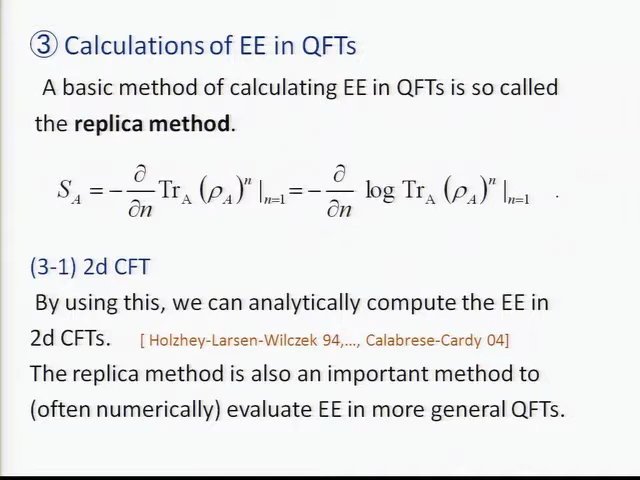 ③ Calculations of EE in QFTs
A basic method of calculating EE in QFTs is so called
the replica method.
S_A = -∂/∂n Tr_A (ρ_A)^n |_{n=1} = -∂/∂n log Tr_A (ρ_A)^n |_{n=1} .
(3-1) 2d CFT
By using this, we can analytically compute the EE in
2d CFTs. [ Holzhey-Larsen-Wilczek 94,…, Calabrese-Cardy 04]
The replica method is also an important method to
(often numerically) evaluate EE in more general QFTs.